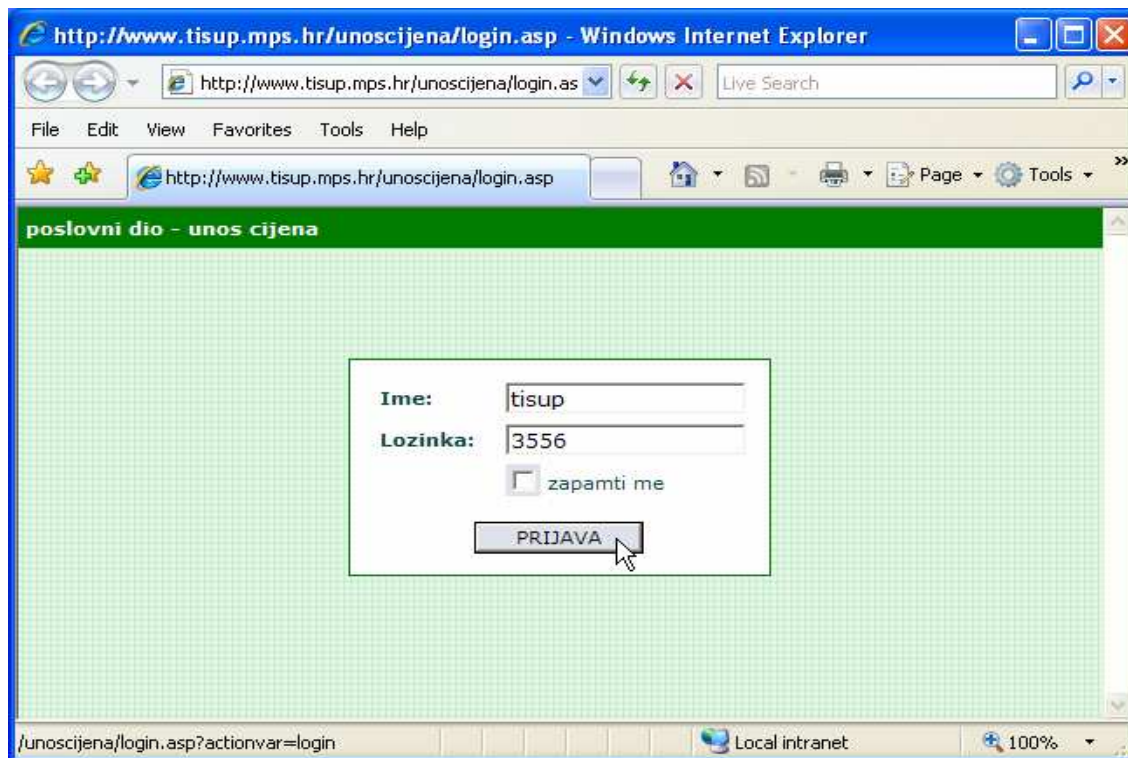 http://www.tisup.mps.hr/unoscijena/login.asp - Windows Internet Explorer
http://www.tisup.mps.hr/unoscijena/login.as Live Search
File Edit View Favorites Tools Help
http://www.tisup.mps.hr/unoscijena/login.asp Page Tools »
poslovni dio - unos cijena
Ime: tisup
Lozinka: 3556
zapamti me
PRIJAVA
/unoscijena/login.asp?actionvar=login Local intranet 100%